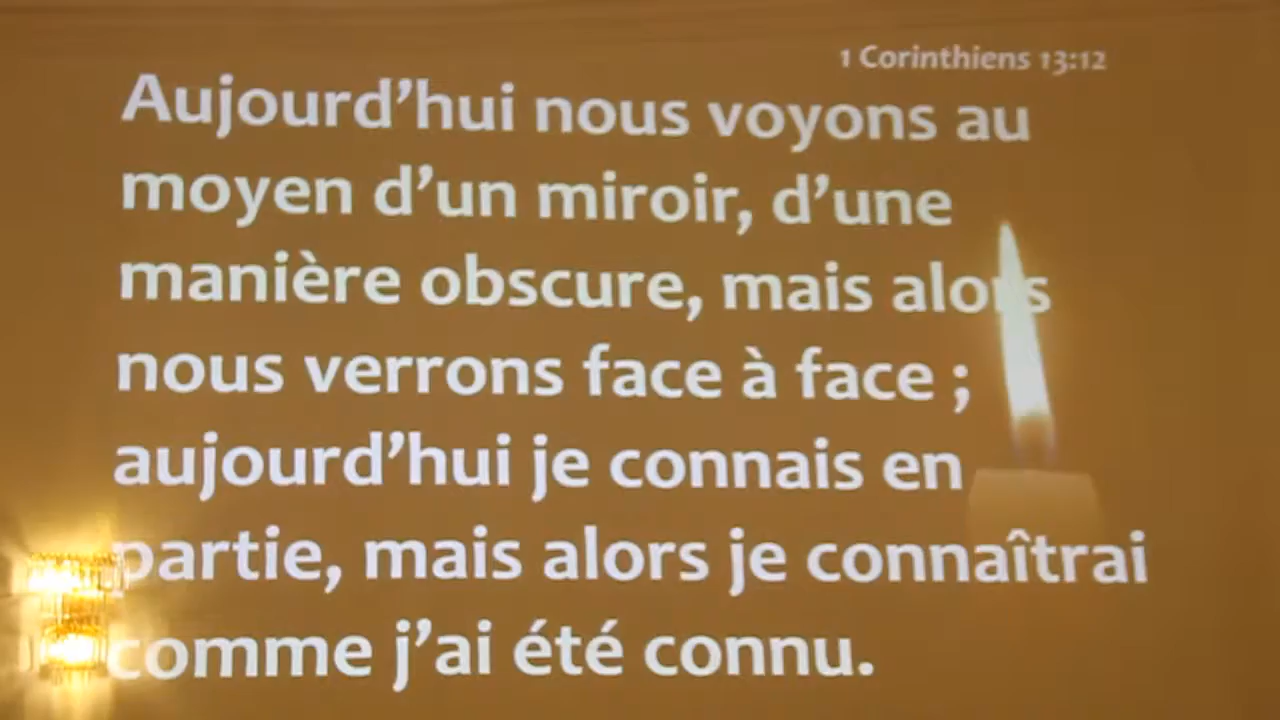 1 Corinthiens 13:12
Aujourd’hui nous voyons au
moyen d’un miroir, d’une
manière obscure, mais alors
nous verrons face à face ;
aujourd’hui je connais en
partie, mais alors je connaîtrai
comme j’ai été connu.